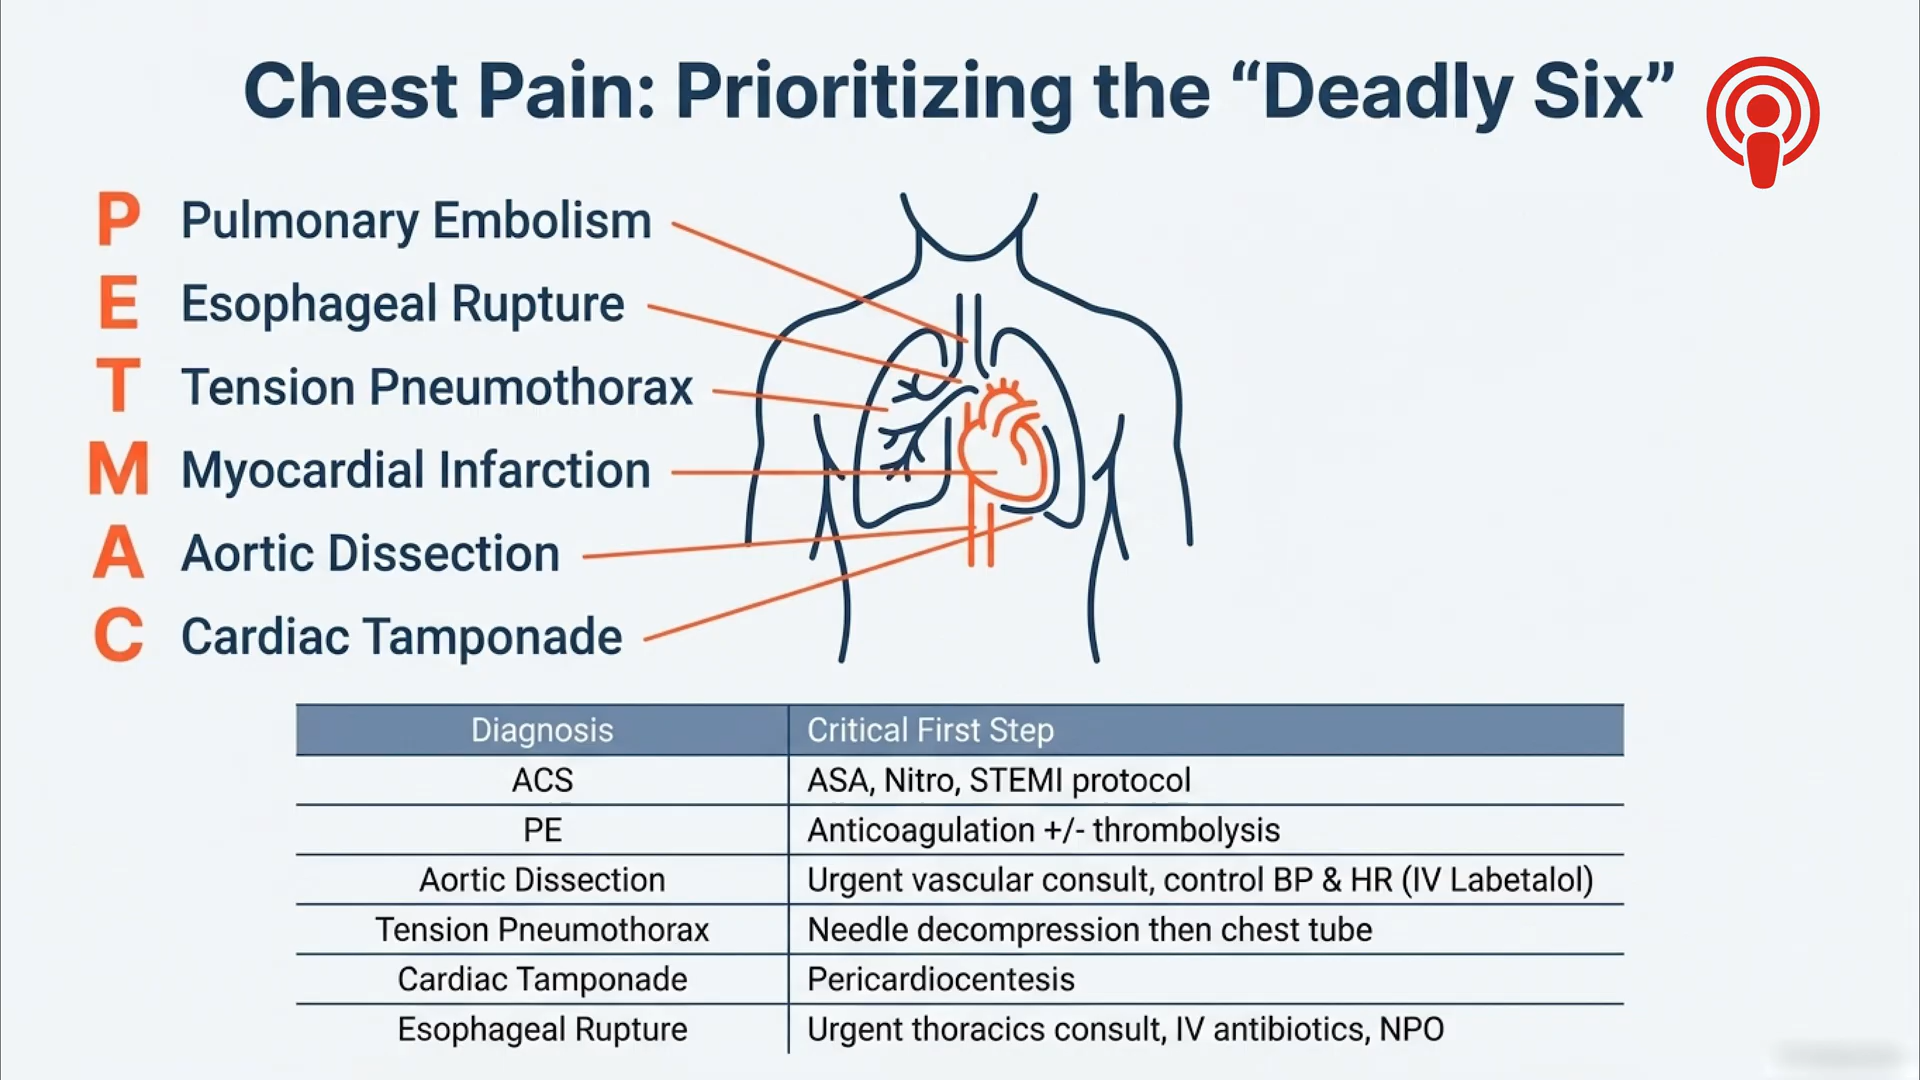 Chest Pain: Prioritizing the “Deadly Six”
P Pulmonary Embolism
E Esophageal Rupture
T Tension Pneumothorax
M Myocardial Infarction
A Aortic Dissection
C Cardiac Tamponade
Diagnosis Critical First Step
ACS ASA, Nitro, STEMI protocol
PE Anticoagulation +/- thrombolysis
Aortic Dissection Urgent vascular consult, control BP & HR (IV Labetalol)
Tension Pneumothorax Needle decompression then chest tube
Cardiac Tamponade Pericardiocentesis
Esophageal Rupture Urgent thoracics consult, IV antibiotics, NPO